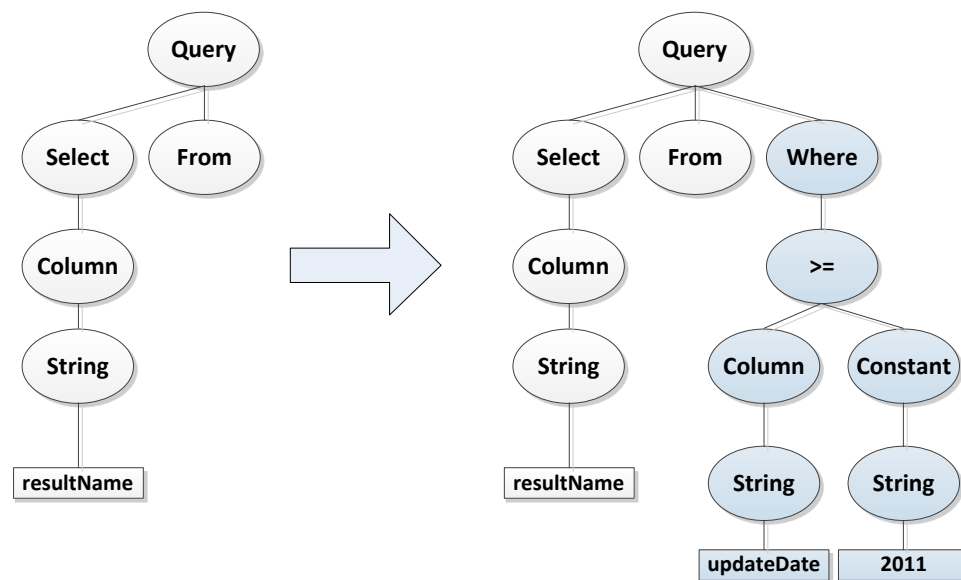 Query
Select From
Column
String
resultName
Query
Select From Where
Column >=
String Column Constant
resultName String String
updateDate 2011